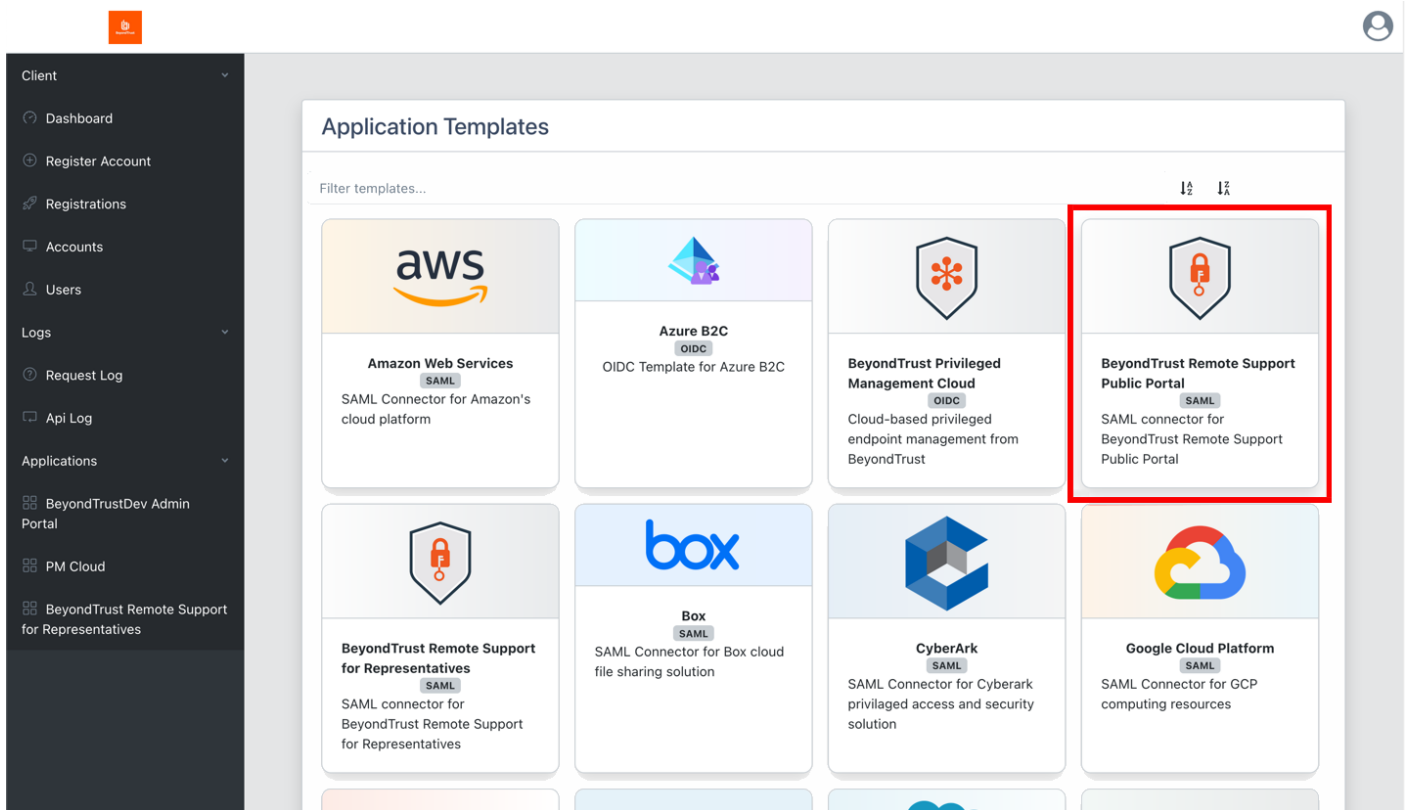 Client
Dashboard
Register Account
Registrations
Accounts
Users
Logs
Request Log
Api Log
Applications
BeyondTrustDev Admin
Portal
PM Cloud
BeyondTrust Remote Support
for Representatives
Application Templates
Filter templates...
aws
Amazon Web Services
SAML
SAML Connector for Amazon's
cloud platform
Azure B2C
OIDC
OIDC Template for Azure B2C
BeyondTrust Privileged
Management Cloud
OIDC
Cloud-based privileged
endpoint management from
BeyondTrust
BeyondTrust Remote Support
Public Portal
SAML
SAML connector for
BeyondTrust Remote Support
Public Portal
BeyondTrust Remote Support
for Representatives
SAML
SAML connector for
BeyondTrust Remote Support
for Representatives
box
Box
SAML
SAML Connector for Box cloud
file sharing solution
CyberArk
SAML
SAML Connector for Cyberark
privilaged access and security
solution
Google Cloud Platform
SAML
SAML Connector for GCP
computing resources